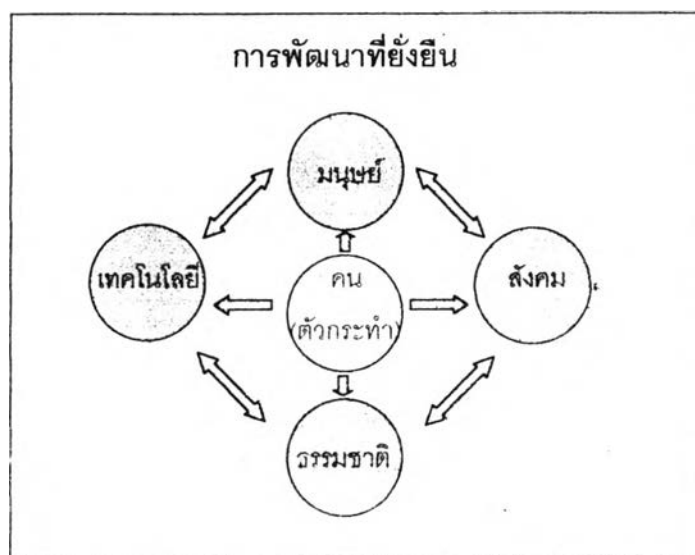 การพัฒนาที่ยั่งยืน
มนุษย์
เทคโนโลยี
คน
(ตัวกระทำ)
สังคม
ธรรมชาติ